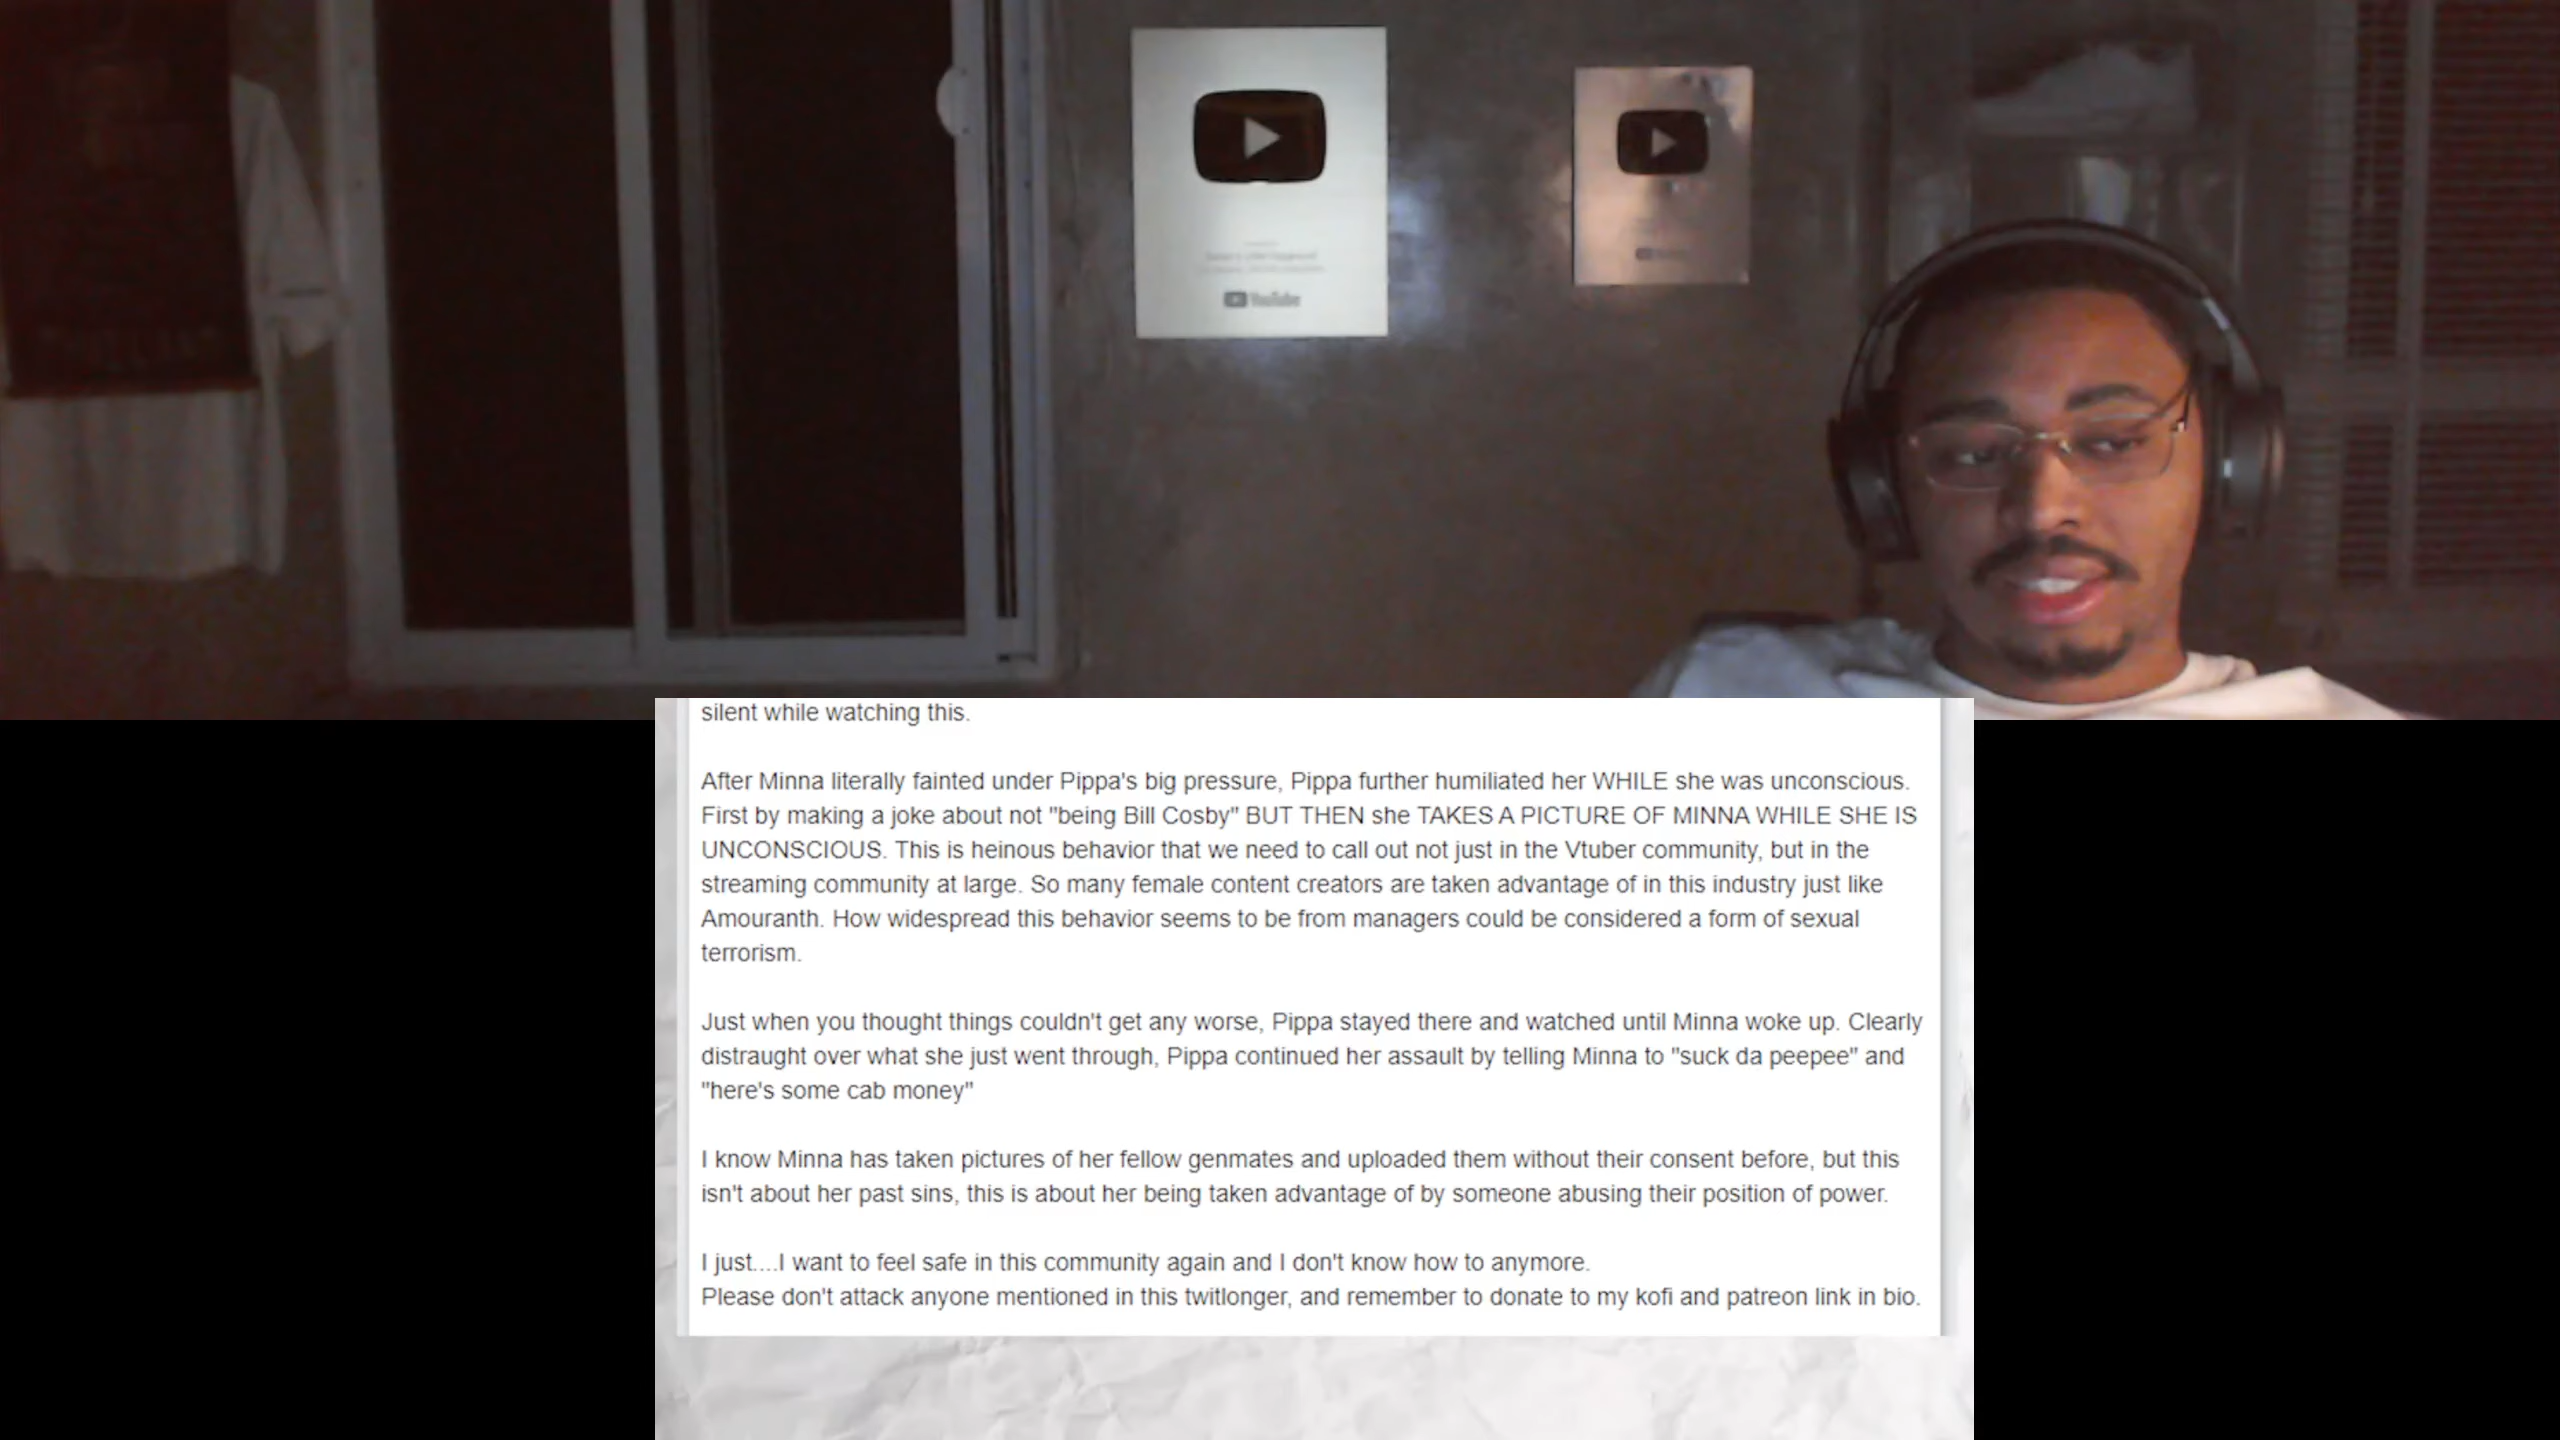 YouTube
silent while watching this.
After Minna literally fainted under Pippa's big pressure, Pippa further humiliated her WHILE she was unconscious.
First by making a joke about not "being Bill Cosby" BUT THEN she TAKES A PICTURE OF MINNA WHILE SHE IS
UNCONSCIOUS. This is heinous behavior that we need to call out not just in the Vtuber community, but in the
streaming community at large. So many female content creators are taken advantage of in this industry just like
Amouranth. How widespread this behavior seems to be from managers could be considered a form of sexual
terrorism.
Just when you thought things couldn't get any worse, Pippa stayed there and watched until Minna woke up. Clearly
distraught over what she just went through, Pippa continued her assault by telling Minna to "suck da peepee" and
"here's some cab money"
I know Minna has taken pictures of her fellow genmates and uploaded them without their consent before, but this
isn't about her past sins, this is about her being taken advantage of by someone abusing their position of power.
I just....I want to feel safe in this community again and I don't know how to anymore.
Please don't attack anyone mentioned in this twitlonger, and remember to donate to my kofi and patreon link in bio.